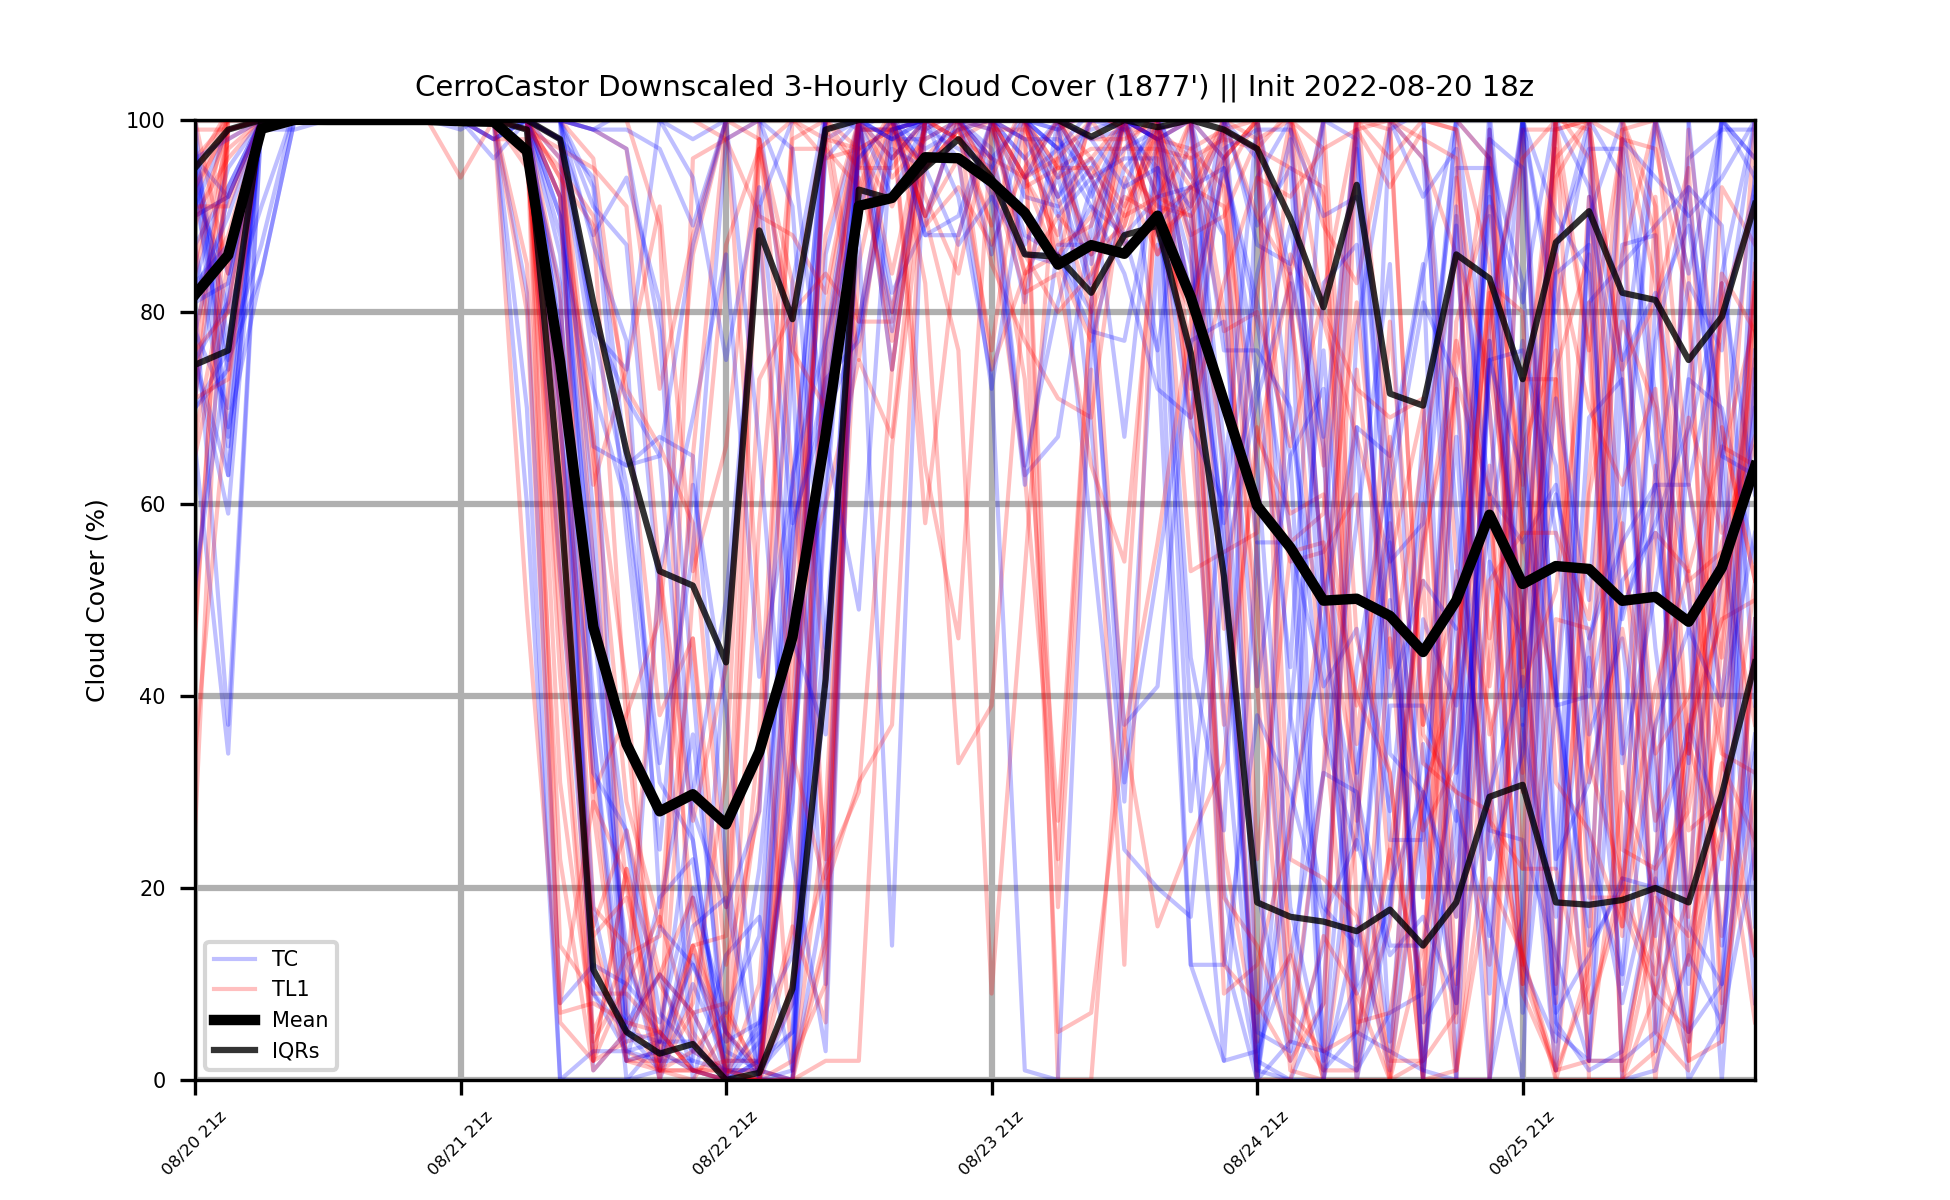 CerroCastor Downscaled 3-Hourly Cloud Cover (1877') || Init 2022-08-20 18z
Cloud Cover (%)
100
80
60
40
20
0
TC
TL1
Mean
IQRs
08/20 21z
08/21 21z
08/22 21z
08/23 21z
08/24 21z
08/25 21z